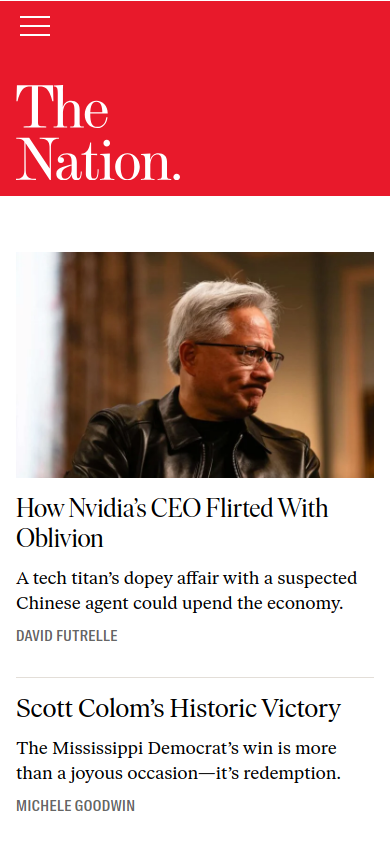 The
Nation.
How Nvidia's CEO Flirted With
Oblivion
A tech titan's dopey affair with a suspected
Chinese agent could upend the economy.
DAVID FUTRELLE
Scott Colom's Historic Victory
The Mississippi Democrat's win is more
than a joyous occasion—it's redemption.
MICHELE GOODWIN